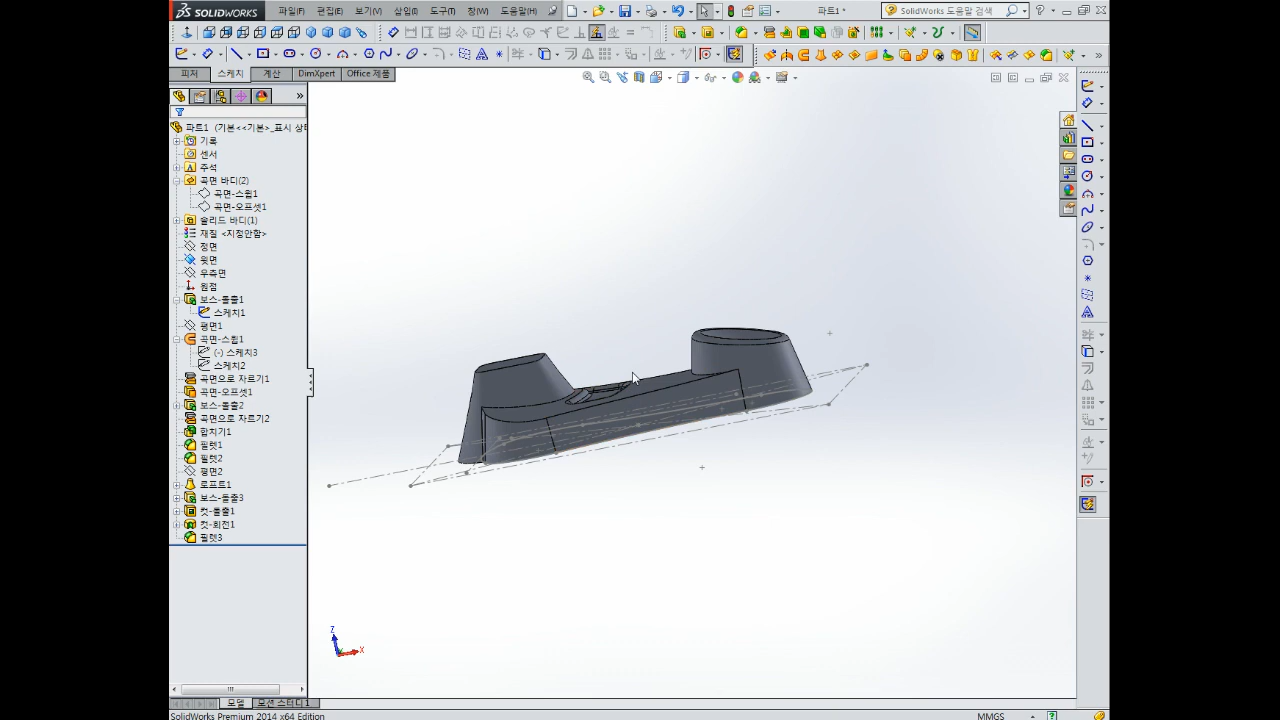 SOLIDWORKS 파일(F) 편집(E) 보기(V) 삽입(I) 도구(T) 창(W) 도움말(H) 파트1 * SolidWorks 도움말 검색
피처 스케치 계산 DimXpert Office 제품
파트1 (기본<<기본>_표시 상태
기록
센서
주석
곡면 바디(2)
곡면-스윕1
곡면-오프셋1
솔리드 바디(1)
재질 <지정안함>
정면
윗면
우측면
원점
보스-돌출1
스케치1
평면1
곡면-스윕1
(-) 스케치3
스케치2
곡면으로 자르기1
곡면-오프셋1
보스-돌출2
곡면으로 자르기2
합치기1
필렛1
필렛2
평면2
로프트1
보스-돌출3
컷-돌출1
컷-회전1
필렛3
Z
X
모델 모션 스터디 1
SolidWorks Premium 2014 x64 Edition MMGS